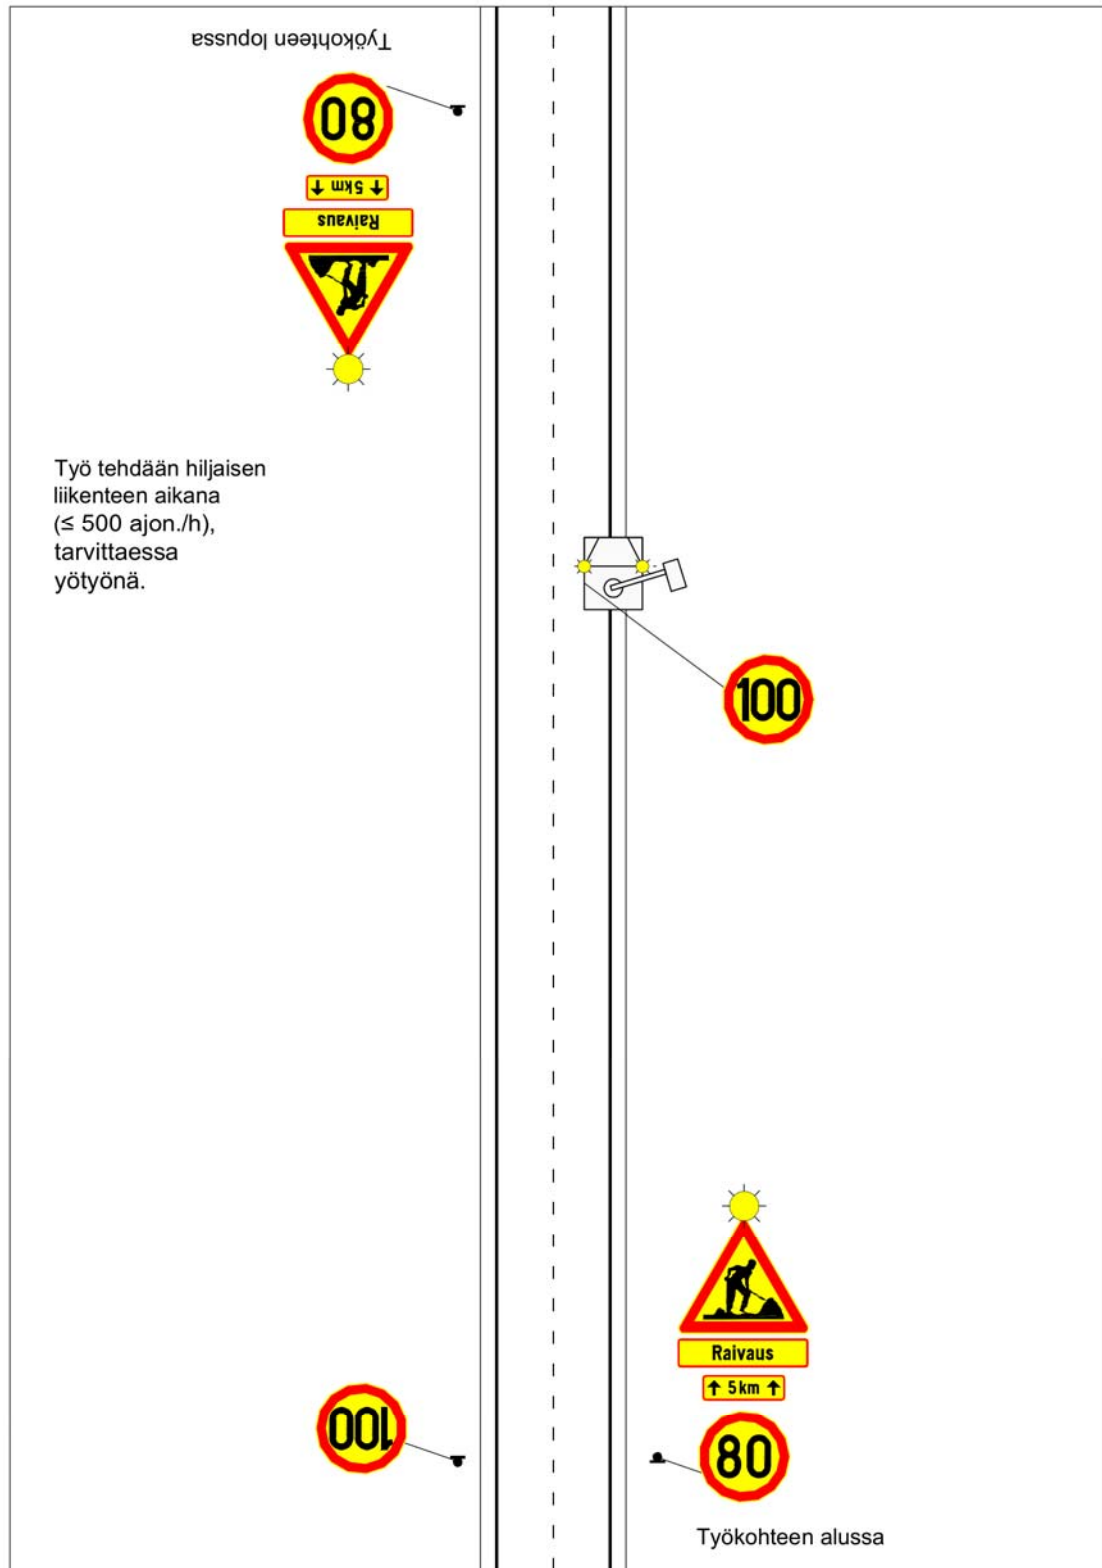 Työkohteen lopussa
80
↑ 5km ↑
Raivaus
Työ tehdään hiljaisen
liikenteen aikana
(≤ 500 ajon./h),
tarvittaessa
yötyönä.
100
Raivaus
↑ 5km ↑
100
80
Työkohteen alussa